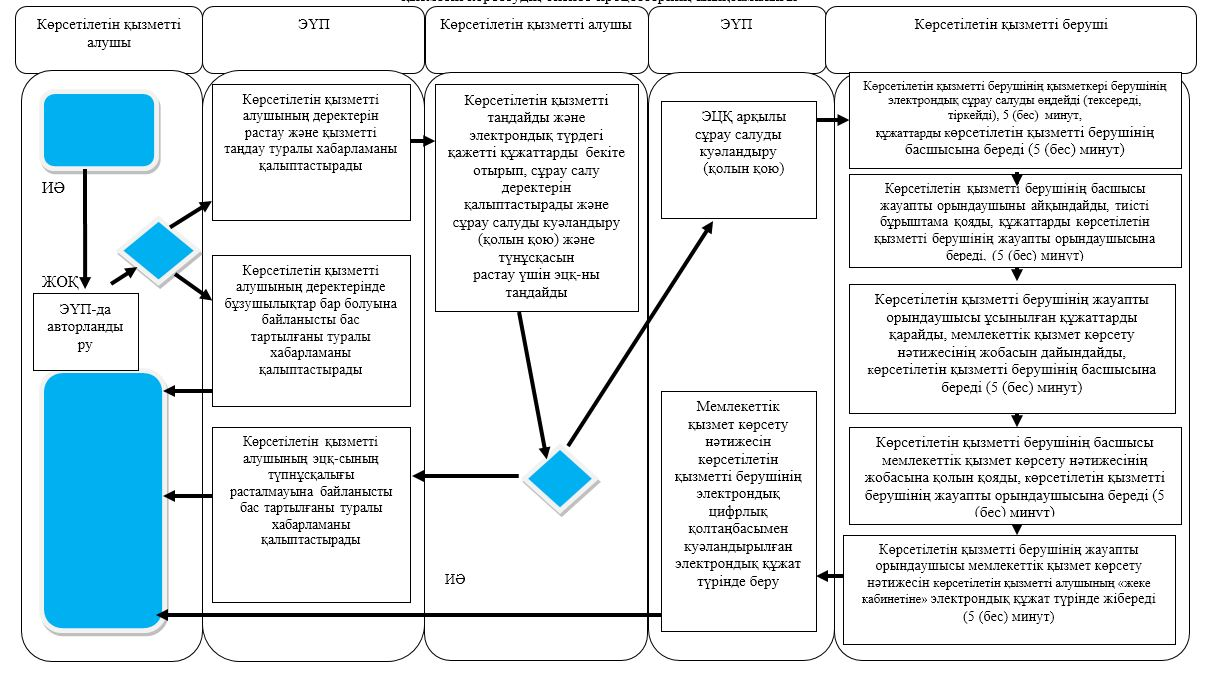 Көрсетілетін қызметті
алушы
ЭҮП
Көрсетілетін қызметті алушы
ЭҮП
Көрсетілетін қызметті беруші
ИӘ
ЖОҚ
ЭҮП-да
авторланды
ру
Көрсетілетін қызметті
алушының деректерін
растау және қызметті
таңдау туралы хабарламаны
қалыптастырады
Көрсетілетін қызметті
алушының деректерінде
бұзушылықтар бар болуына
байланысты бас
тартылғаны туралы
хабарламаны
қалыптастырады
Көрсетілетін қызметті
алушының эцқ-сының
түпнұсқалығы
расталмауына байланысты
бас тартылғаны туралы
хабарламаны
қалыптастырады
Көрсетілетін қызметті
таңдайды және
электрондық түрдегі
қажетті құжаттарды бекіте
отырып, сұрау салу
деректерін
қалыптастырады және
сұрау салуды куәландыру
(қолын қою) және
түнұсқасын
растау үшін эцқ-ны
таңдайды
ИӘ
ЭЦҚ арқылы
сұрау салуды
куәландыру
(қолын қою)
Мемлекеттік
қызмет көрсету
нәтижесін
көрсетілетін
қызметті берушінің
электрондық
цифрлық
қолтаңбасымен
куәландырылған
электрондық құжат
түрінде беру
Көрсетілетін қызметті берушінің қызметкері берушінің
электрондық сұрау салуды өңдейді (тексереді,
тіркейді), 5 (бес) минут,
құжаттарды көрсетілетін қызметті берушінің
басшысына береді (5 (бес) минут)
Көрсетілетін қызметті берушінің басшысы
жауапты орындаушыны айқындайды, тиісті
бұрыштама қояды, құжаттарды көрсетілетін
қызметті берушінің жауапты орындаушысына
береді, (5 (бес) минут)
Көрсетілетін қызметті берушінің жауапты
орындаушысы ұсынылған құжаттарды
қарайды, мемлекеттік қызмет көрсету
нәтижесінің жобасын дайындайды,
көрсетілетін қызметті берушінің басшысына
береді (5 (бес) минут)
Көрсетілетін қызметті берушінің басшысы
мемлекеттік қызмет көрсету нәтижесінің
жобасына қолын қояды, көрсетілетін қызметті
берушінің жауапты орындаушысына береді (5
(бес) минут)
Көрсетілетін қызметті берушінің жауапты
орындаушысы мемлекеттік қызмет көрсету
нәтижесін көрсетілетін қызметті алушының «жеке
кабинетіне» электрондық құжат түрінде жібереді
(5 (бес) минут)